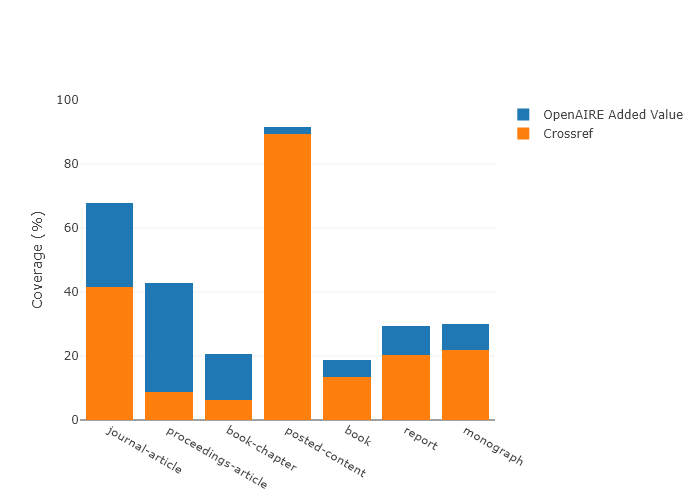 OpenAIRE Added Value
Crossref
Coverage (%)
100
80
60
40
20
0
journal-article
proceedings-article
book-chapter
posted-content
book
report
monograph